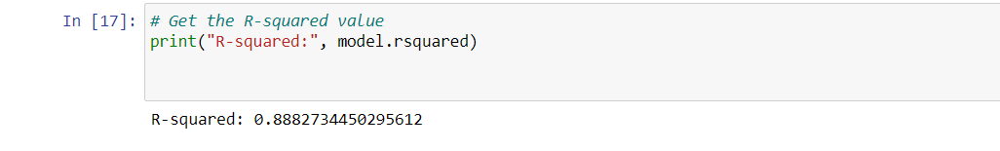 In [17]: # Get the R-squared value
print("R-squared:", model.rsquared)
R-squared: 0.8882734450295612